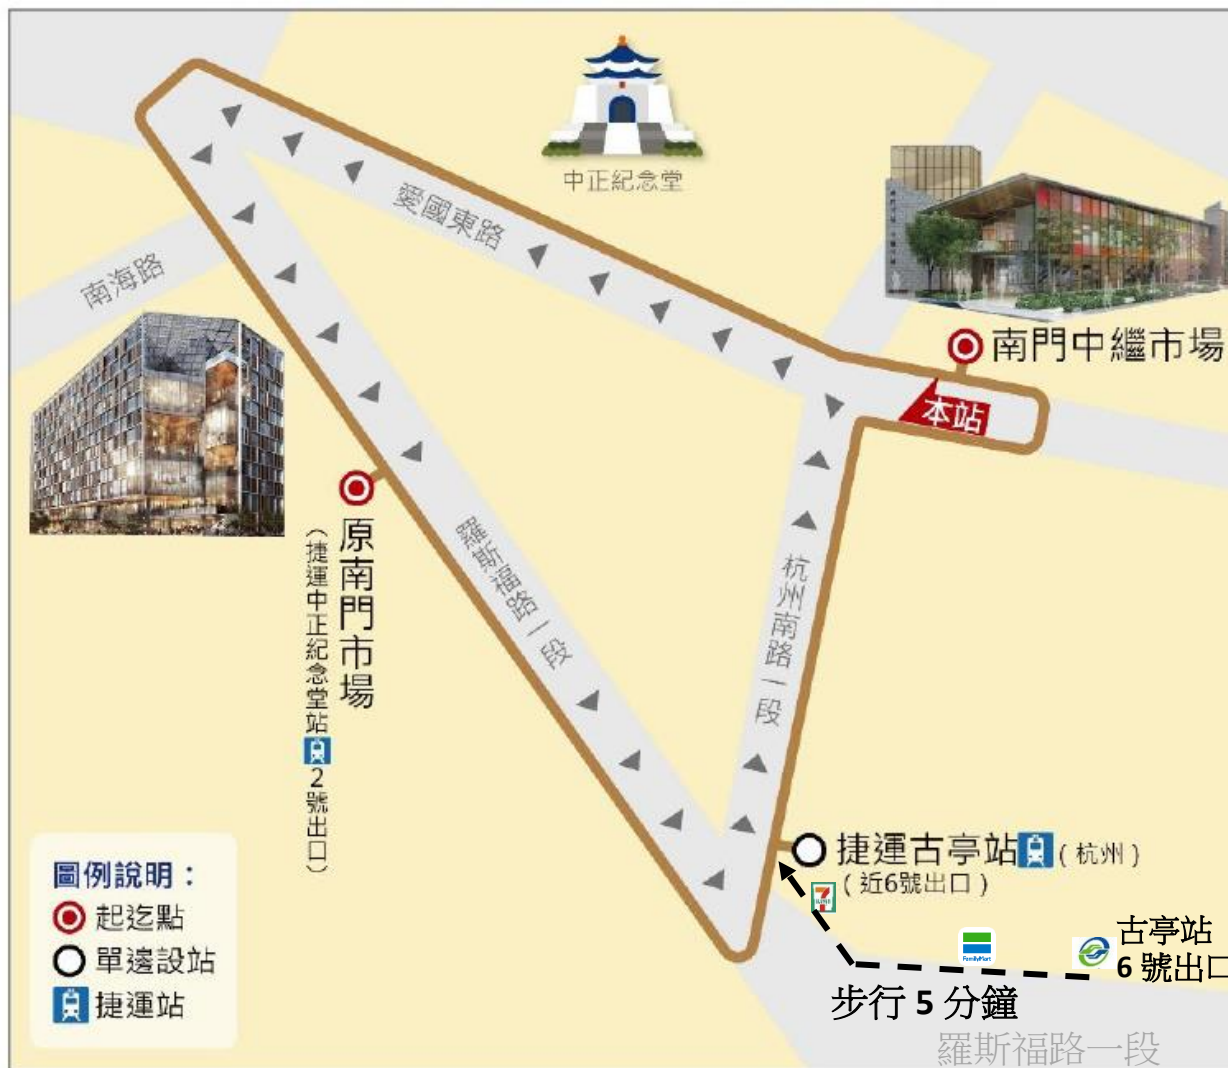 中正紀念堂
愛國東路
南海路
南門中繼市場
本站
原南門市場
(捷運中正紀念堂站2號出口)
羅斯福路一段
杭州南路一段
捷運古亭站(杭州)
(近6號出口)
7
FamilyMart
古亭站
6 號出口
步行 5 分鐘
羅斯福路一段
圖例說明：
起迄點
單邊設站
捷運站